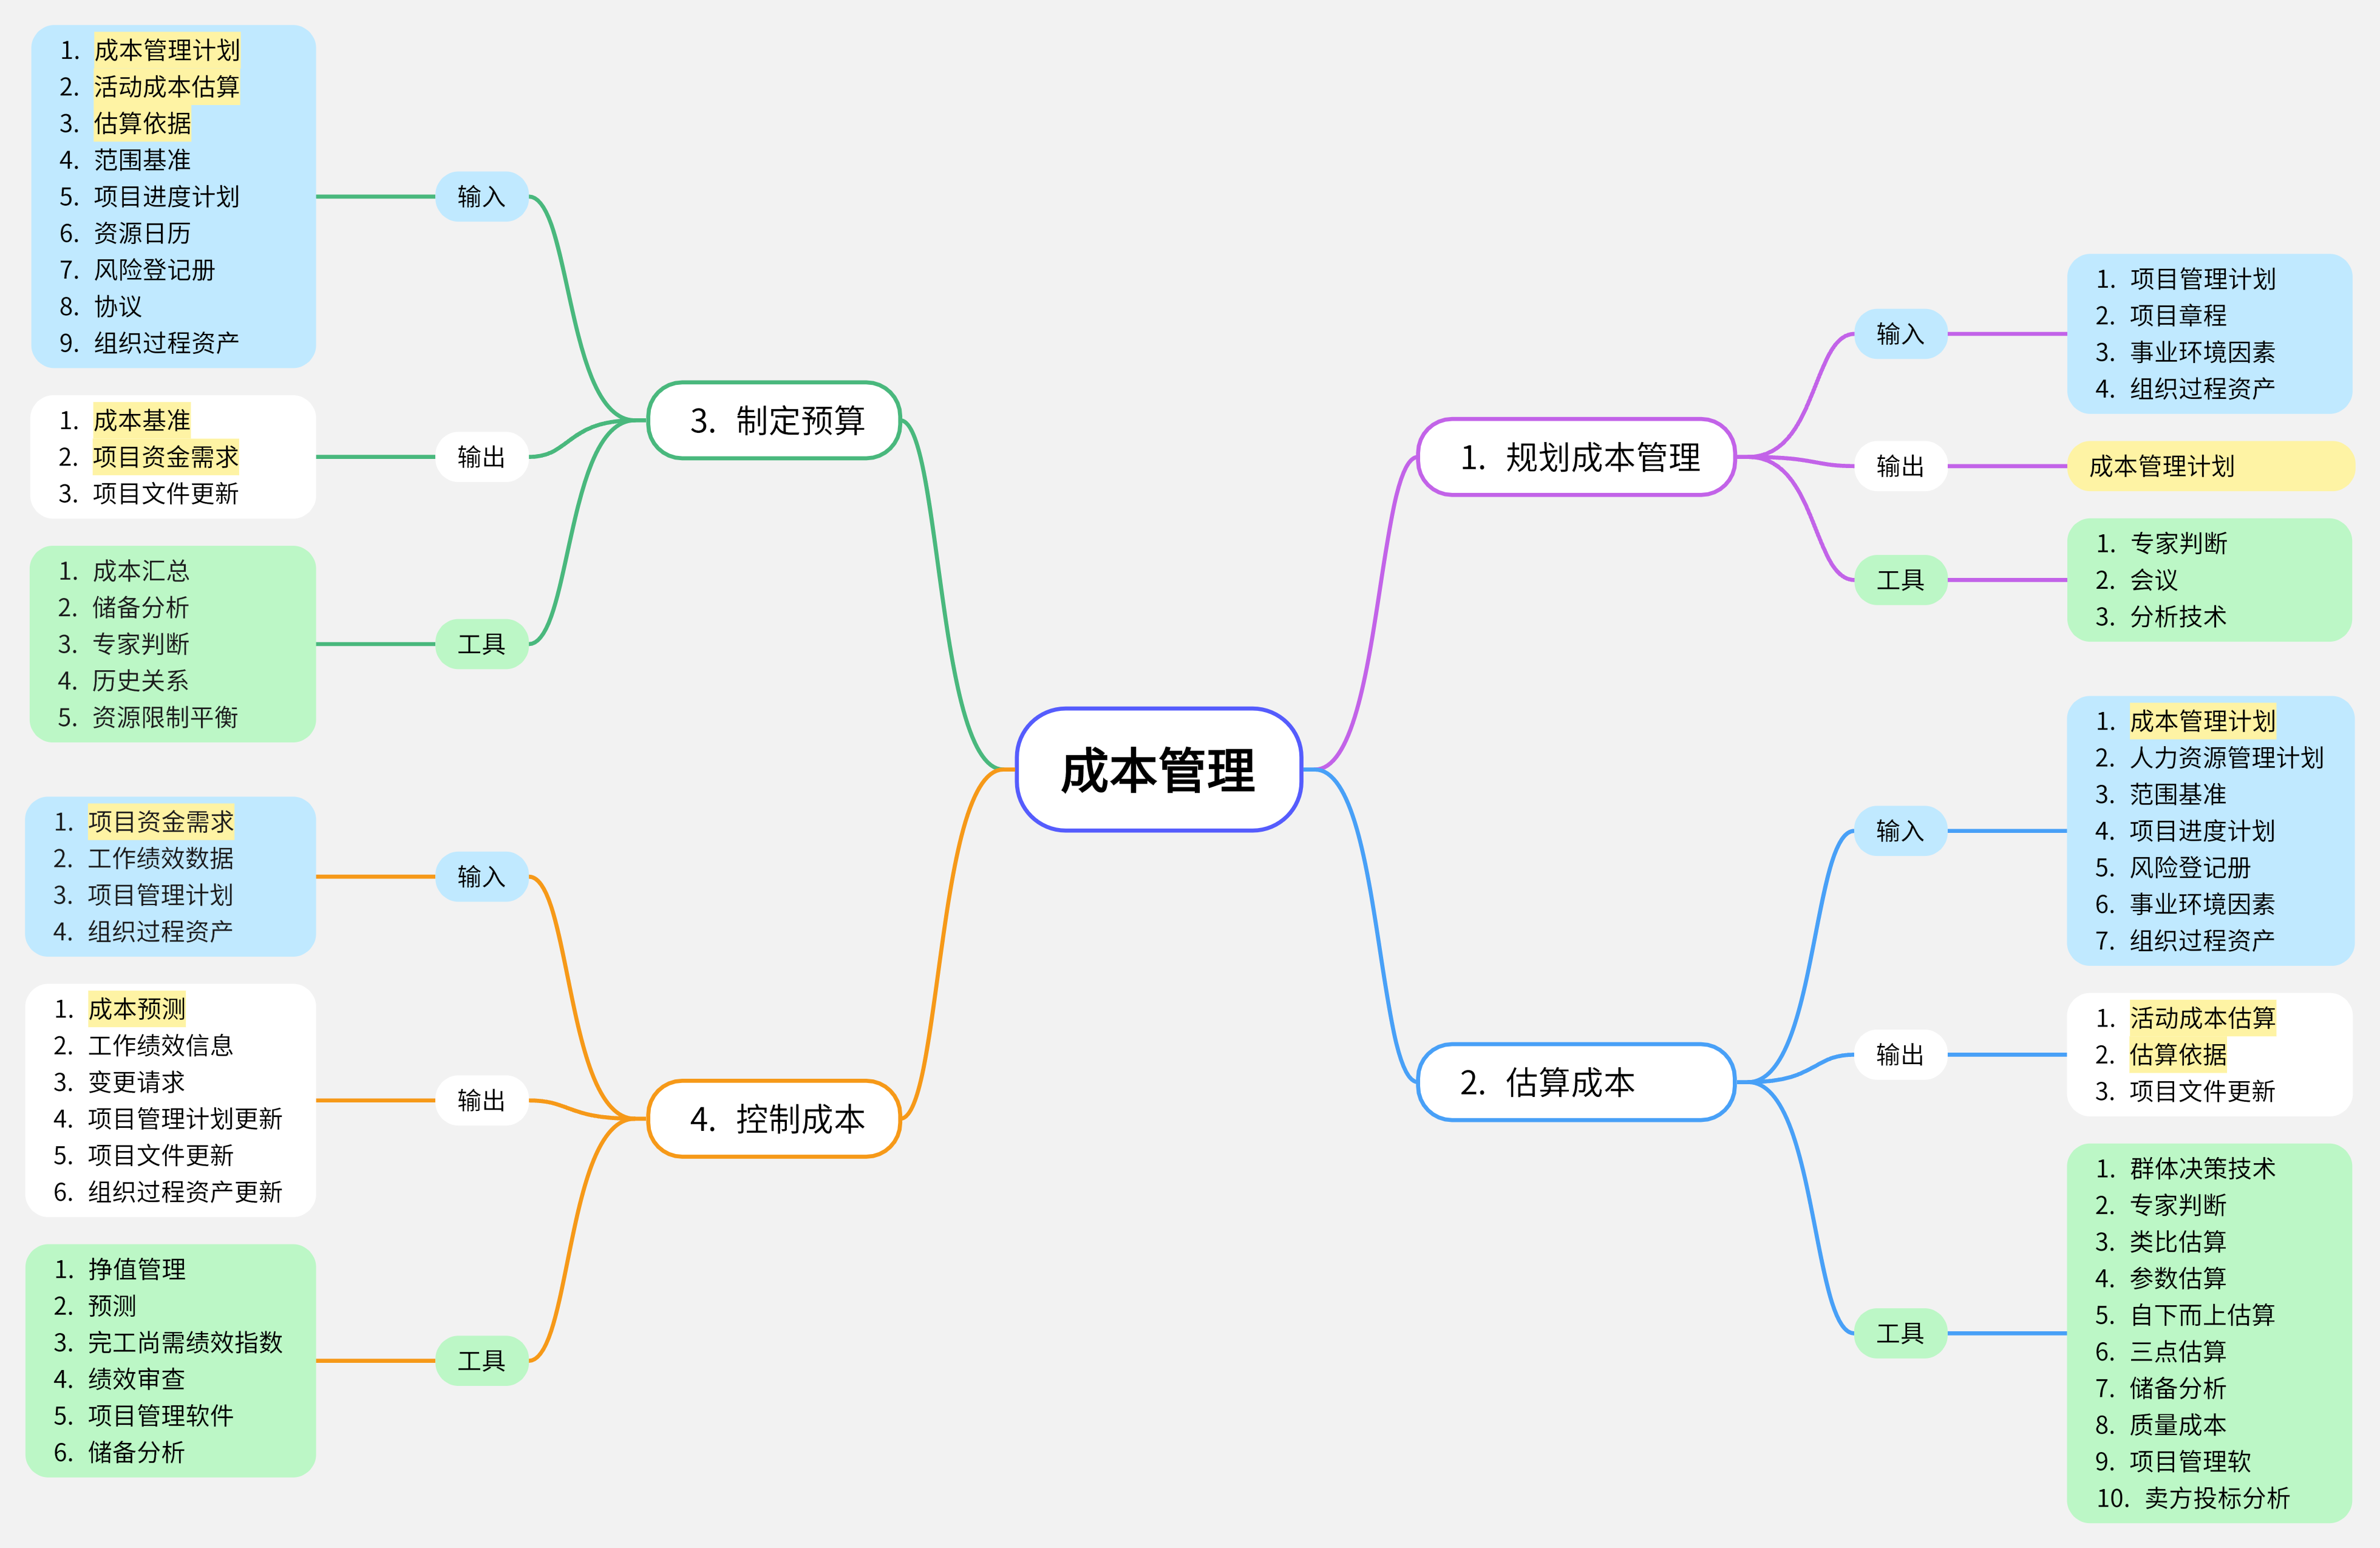 成本管理
1. 规划成本管理
输入
1. 项目管理计划
2. 项目章程
3. 事业环境因素
4. 组织过程资产
输出
成本管理计划
工具
1. 专家判断
2. 会议
3. 分析技术
2. 估算成本
输入
1. 成本管理计划
2. 人力资源管理计划
3. 范围基准
4. 项目进度计划
5. 风险登记册
6. 事业环境因素
7. 组织过程资产
输出
1. 活动成本估算
2. 估算依据
3. 项目文件更新
工具
1. 群体决策技术
2. 专家判断
3. 类比估算
4. 参数估算
5. 自下而上估算
6. 三点估算
7. 储备分析
8. 质量成本
9. 项目管理软
10. 卖方投标分析
3. 制定预算
输入
1. 成本管理计划
2. 活动成本估算
3. 估算依据
4. 范围基准
5. 项目进度计划
6. 资源日历
7. 风险登记册
8. 协议
9. 组织过程资产
输出
1. 成本基准
2. 项目资金需求
3. 项目文件更新
工具
1. 成本汇总
2. 储备分析
3. 专家判断
4. 历史关系
5. 资源限制平衡
4. 控制成本
输入
1. 项目资金需求
2. 工作绩效数据
3. 项目管理计划
4. 组织过程资产
输出
1. 成本预测
2. 工作绩效信息
3. 变更请求
4. 项目管理计划更新
5. 项目文件更新
6. 组织过程资产更新
工具
1. 挣值管理
2. 预测
3. 完工尚需绩效指数
4. 绩效审查
5. 项目管理软件
6. 储备分析